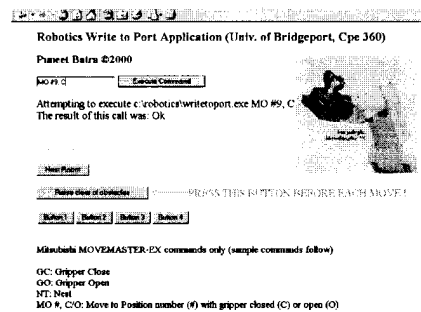 Robotics Write to Port Application (Univ. of Bridgeport, Cpe 360)
Puneet Batra ©2000
MO #9, C
Execute Command
Attempting to execute c:\robotics\writetoport.exe MO #9, C
The result of this call was: Ok
PRESS THIS BUTTON BEFORE EACH MOVE!
Button 1 Button 2 Button 3 Button 4
Mitsubishi MOVEMASTER-EX commands only (sample commands follow)
GC: Gripper Close
GO: Gripper Open
NT: Nest
MO #, C/O: Move to Position number (#) with gripper closed (C) or open (O)